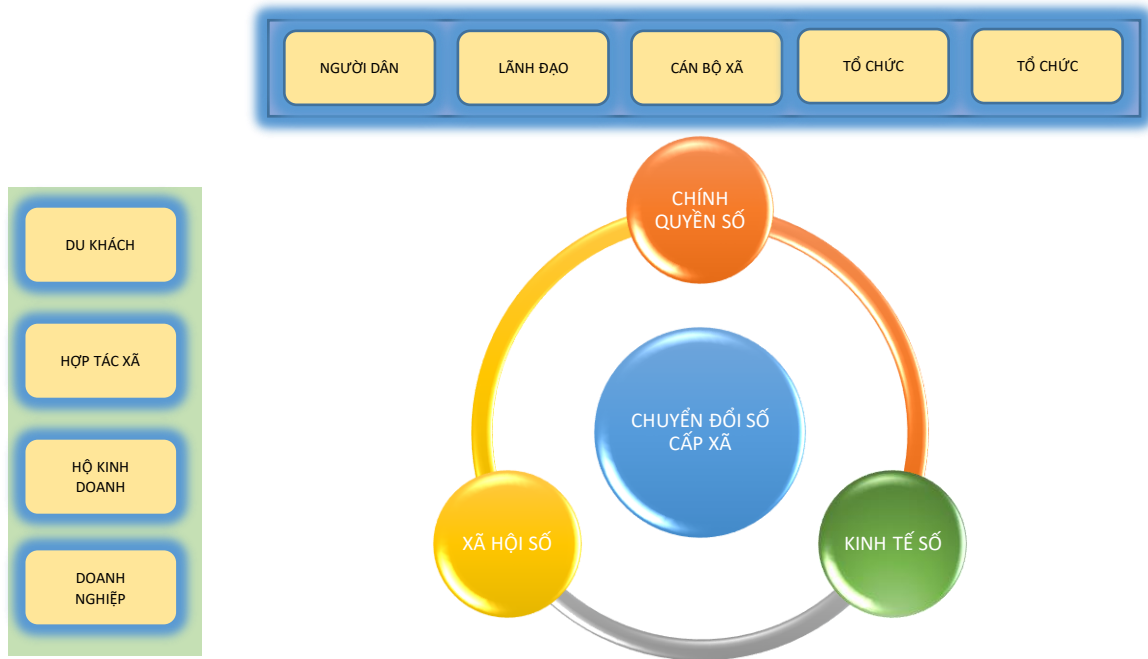 NGƯỜI DÂN
LÃNH ĐẠO
CÁN BỘ XÃ
TỔ CHỨC
TỔ CHỨC
CHÍNH
QUYỀN SỐ
DU KHÁCH
HỢP TÁC XÃ
HỘ KINH
DOANH
DOANH
NGHIỆP
CHUYỂN ĐỔI SỐ
CẤP XÃ
XÃ HỘI SỐ
KINH TẾ SỐ